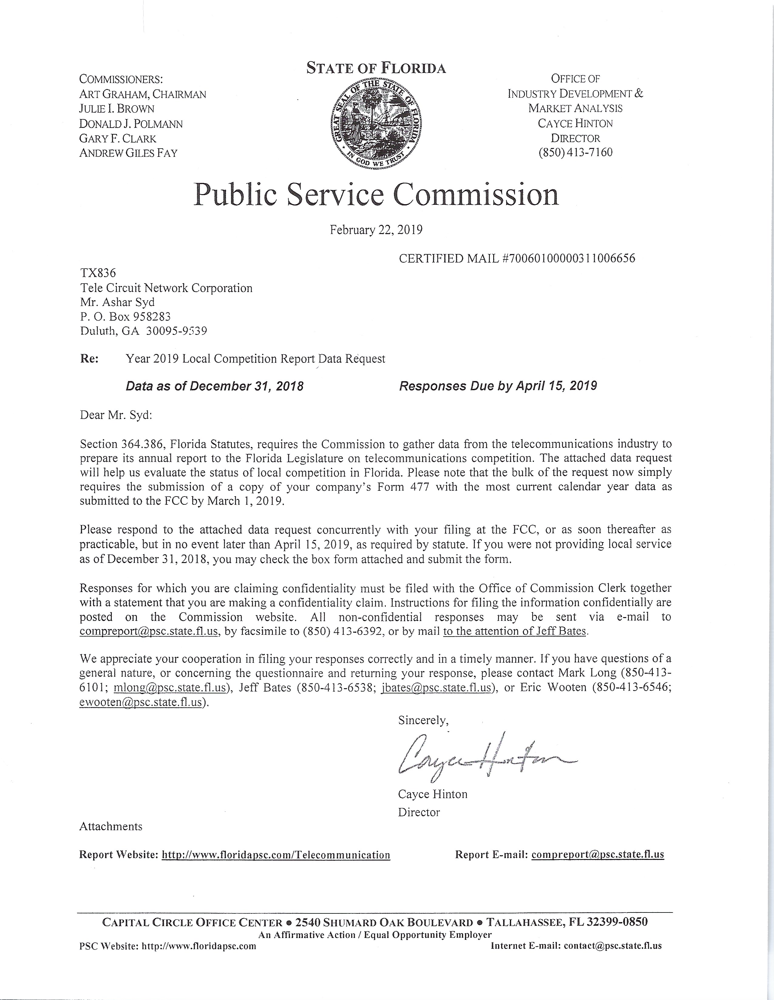 STATE OF FLORIDA
COMMISSIONERS:
ART GRAHAM, CHAIRMAN
JULIE I. BROWN
DONALD J. POLMANN
GARY F. CLARK
ANDREW GILES FAY
GREAT SEAL OF THE STATE OF FLORIDA
IN GOD WE TRUST
OFFICE OF
INDUSTRY DEVELOPMENT &
MARKET ANALYSIS
CAYCE HINTON
DIRECTOR
(850) 413-7160
Public Service Commission
February 22, 2019
CERTIFIED MAIL #70060100000311006656
TX836
Tele Circuit Network Corporation
Mr. Ashar Syd
P. O. Box 958283
Duluth, GA 30095-9539
Re: Year 2019 Local Competition Report Data Request
Data as of December 31, 2018 Responses Due by April 15, 2019
Dear Mr. Syd:
Section 364.386, Florida Statutes, requires the Commission to gather data from the telecommunications industry to
prepare its annual report to the Florida Legislature on telecommunications competition. The attached data request
will help us evaluate the status of local competition in Florida. Please note that the bulk of the request now simply
requires the submission of a copy of your company's Form 477 with the most current calendar year data as
submitted to the FCC by March 1, 2019.
Please respond to the attached data request concurrently with your filing at the FCC, or as soon thereafter as
practicable, but in no event later than April 15, 2019, as required by statute. If you were not providing local service
as of December 31, 2018, you may check the box form attached and submit the form.
Responses for which you are claiming confidentiality must be filed with the Office of Commission Clerk together
with a statement that you are making a confidentiality claim. Instructions for filing the information confidentially are
posted on the Commission website. All non-confidential responses may be sent via e-mail to
compreport@psc.state.fl.us, by facsimile to (850) 413-6392, or by mail to the attention of Jeff Bates.
We appreciate your cooperation in filing your responses correctly and in a timely manner. If you have questions of a
general nature, or concerning the questionnaire and returning your response, please contact Mark Long (850-413-
6101; mlong@psc.state.fl.us), Jeff Bates (850-413-6538; jbates@psc.state.fl.us), or Eric Wooten (850-413-6546;
ewooten@psc.state.fl.us).
Sincerely,
Cayce Hinton
Cayce Hinton
Director
Attachments
Report Website: http://www.floridapsc.com/Telecommunication Report E-mail: compreport@psc.state.fl.us
CAPITAL CIRCLE OFFICE CENTER ● 2540 SHUMARD OAK BOULEVARD ● TALLAHASSEE, FL 32399-0850
An Affirmative Action / Equal Opportunity Employer
PSC Website: http://www.floridapsc.com Internet E-mail: contact@psc.state.fl.us